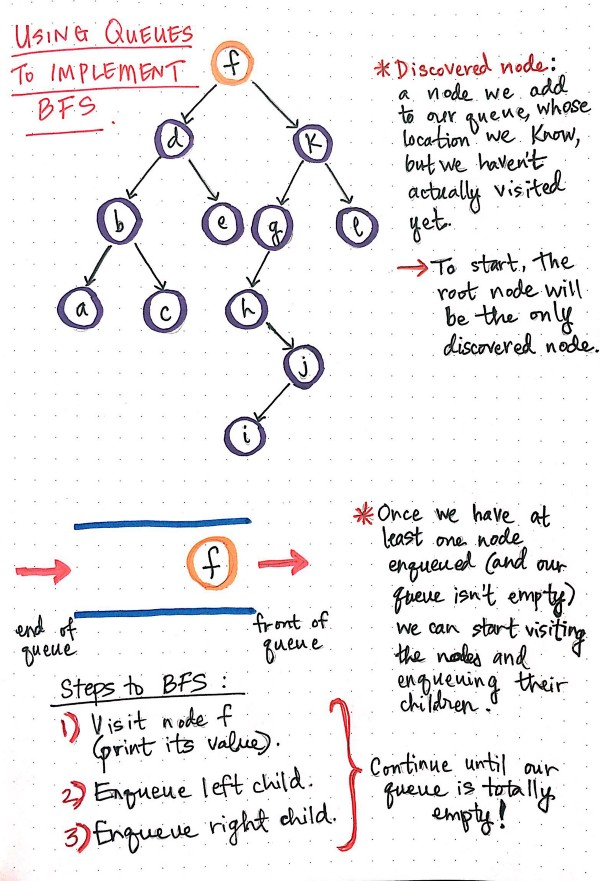 USING QUEUES
TO IMPLEMENT
BFS.
f
d
k
b
e
g
l
a
c
h
j
i
* Discovered node:
a node we add
to our queue, whose
location we know,
but we haven't
actually visited
yet.
→ To start, the
root node will
be the only
discovered node.
f
end of
queue
front of
queue
* Once we have at
least one node
enqueued (and our
queue isn't empty)
we can start visiting
the nodes and
enqueuing their
children.
Steps to BFS:
1) Visit node f
(print its value).
2) Enqueue left child.
3) Enqueue right child.
Continue until our
queue is totally
empty!